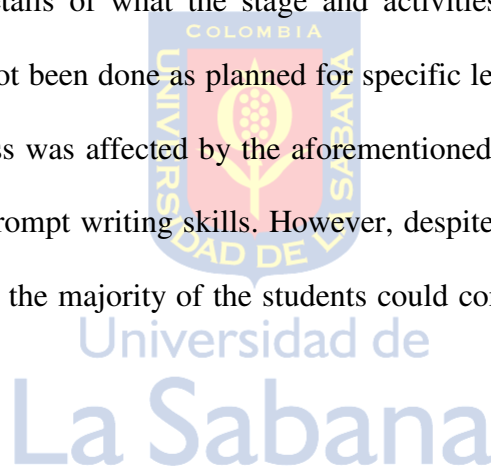 etails of what the stage and activities
COLOMBIA
ot been done as planned for specific le
ss was affected by the aforementioned
rompt writing skills. However, despite
the majority of the students could co
UNIVERSIDAD DE LA SABANA
Universidad de
La Sabana